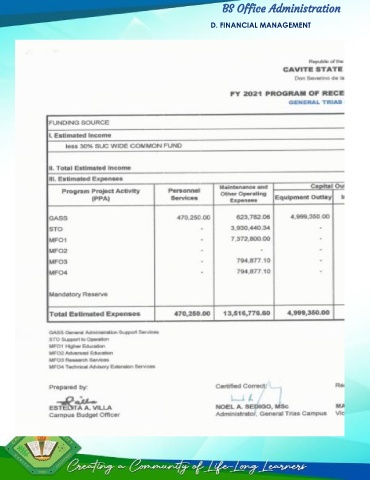 BS Office Administration
D. FINANCIAL MANAGEMENT
Republic of the
CAVITE STATE
Don Severino de la
FY 2021 PROGRAM OF RECE
GENERAL TRIAS
FUNDING SOURCE
I. Estimated Income
less 30% SUC WIDE COMMON FUND
II. Total Estimated Income
III. Estimated Expenses
Program Project Activity (PPA) Personnel Services Maintenance and Other Operating Expenses Capital Ou
Equipment Outlay
GASS 470,250.00 623,782.08 4,999,350.00
STO - 3,930,440.34 -
MFO1 - 7,372,800.00 -
MFO2 - - -
MFO3 - 794,877.10 -
MFO4 - 794,877.10 -
Mandatory Reserve
Total Estimated Expenses 470,250.00 13,516,776.60 4,999,350.00
GASS General Administration Support Services
STO Support to Operation
MFO1 Higher Education
MFO2 Advanced Education
MFO3 Research Services
MFO4 Technical Advisory Extension Services
Prepared by: Certified Correct: Re
ESTELITA A. VILLA NOEL A. SEDIGO, MSc MA
Campus Budget Officer Administrator, General Trias Campus Vic
Creating a Community of Life-Long Learners